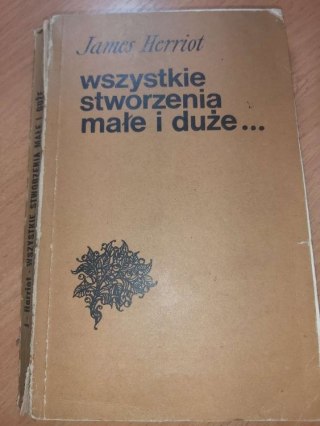 James Herriot
wszystkie
stworzenia
małe i duże...
J. Herriot - WSZYSTKIE STWORZENIA MAŁE I DUŻE